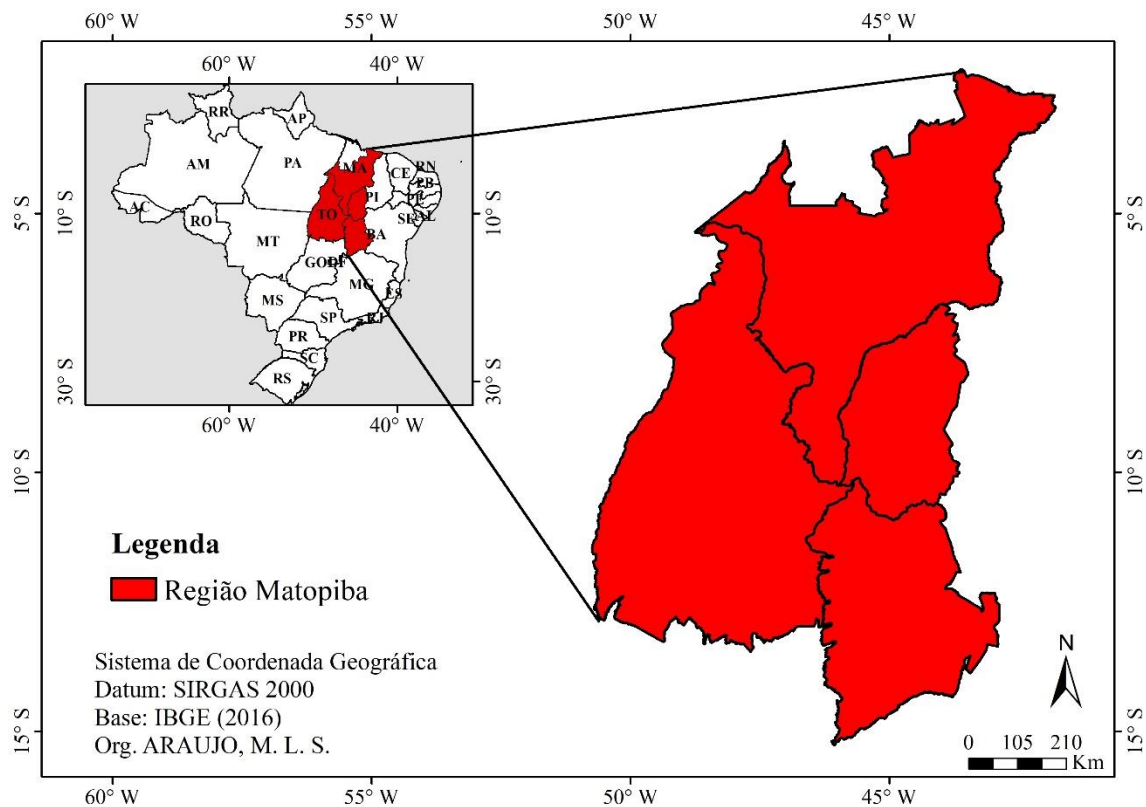 60° W 55° W 50° W 45° W
60° W 40° W
RR AP
AM PA MA CE RN
PB
PI PE
AC TO AL
RO SE
MT BA
GO DF
MG
MS ES
SP RJ
PR
SC
RS
10° S
30° S
60° W 40° W
5° S
10° S
15° S
5° S
10° S
15° S
Legenda
Região Matopiba
Sistema de Coordenada Geográfica
Datum: SIRGAS 2000
Base: IBGE (2016)
Org. ARAUJO, M. L. S.
N
0 105 210
Km
60° W 55° W 50° W 45° W